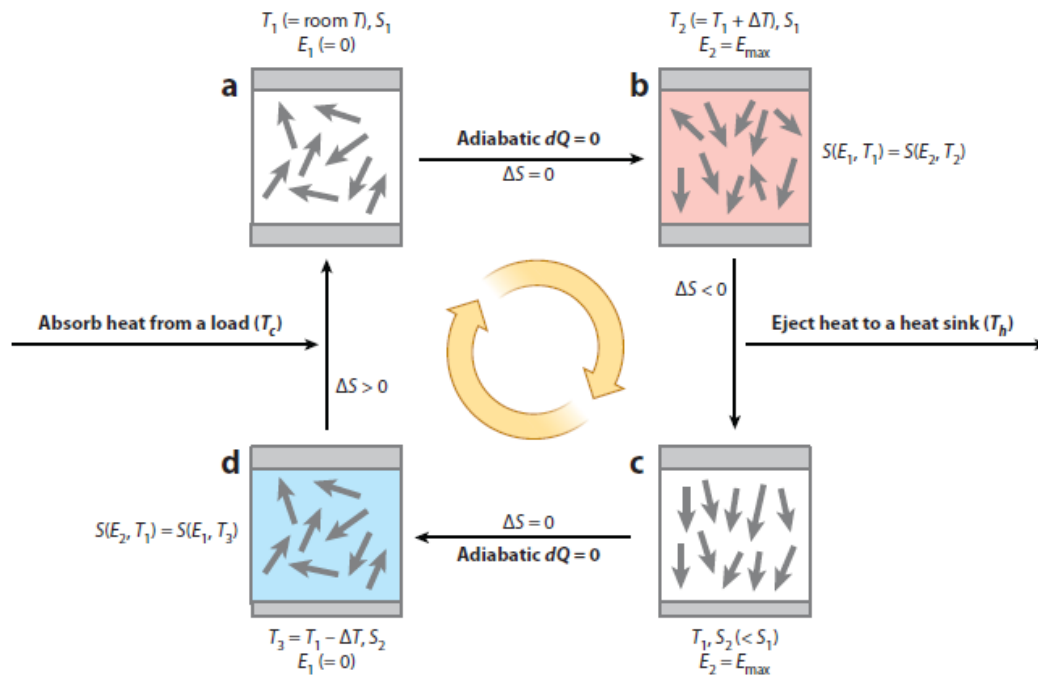 T₁ (= room T), S₁
E₁ (= 0)
a
T₂ (= T₁ + ΔT), S₁
E₂ = Eₘₐₓ
b
Adiabatic dQ = 0
ΔS = 0
S(E₁, T₁) = S(E₂, T₂)
ΔS < 0
Absorb heat from a load (T_c)
Eject heat to a heat sink (Tₕ)
ΔS > 0
d
c
S(E₂, T₁) = S(E₁, T₃)
ΔS = 0
Adiabatic dQ = 0
T₃ = T₁ − ΔT, S₂
E₁ (= 0)
T₁, S₂ (< S₁)
E₂ = Eₘₐₓ